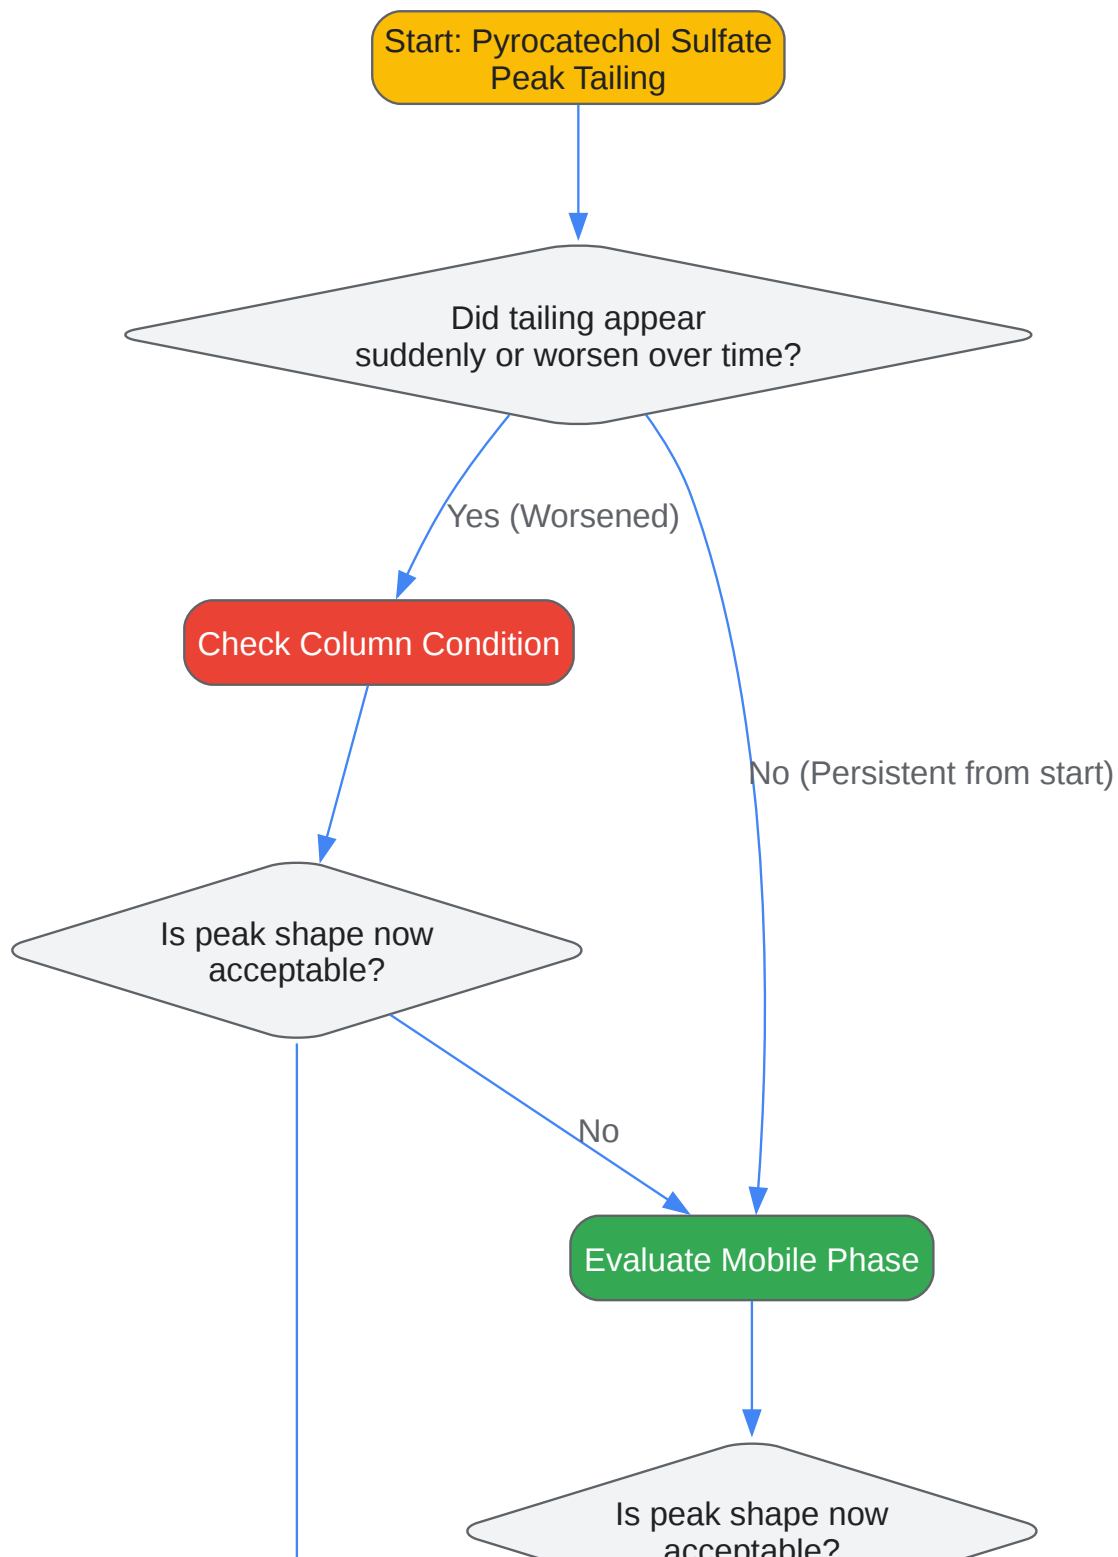 Start: Pyrocatechol Sulfate
Peak Tailing
Did tailing appear
suddenly or worsen over time?
Yes (Worsened)
Check Column Condition
No (Persistent from start)
Is peak shape now
acceptable?
No
Evaluate Mobile Phase
Is peak shape now
acceptable?